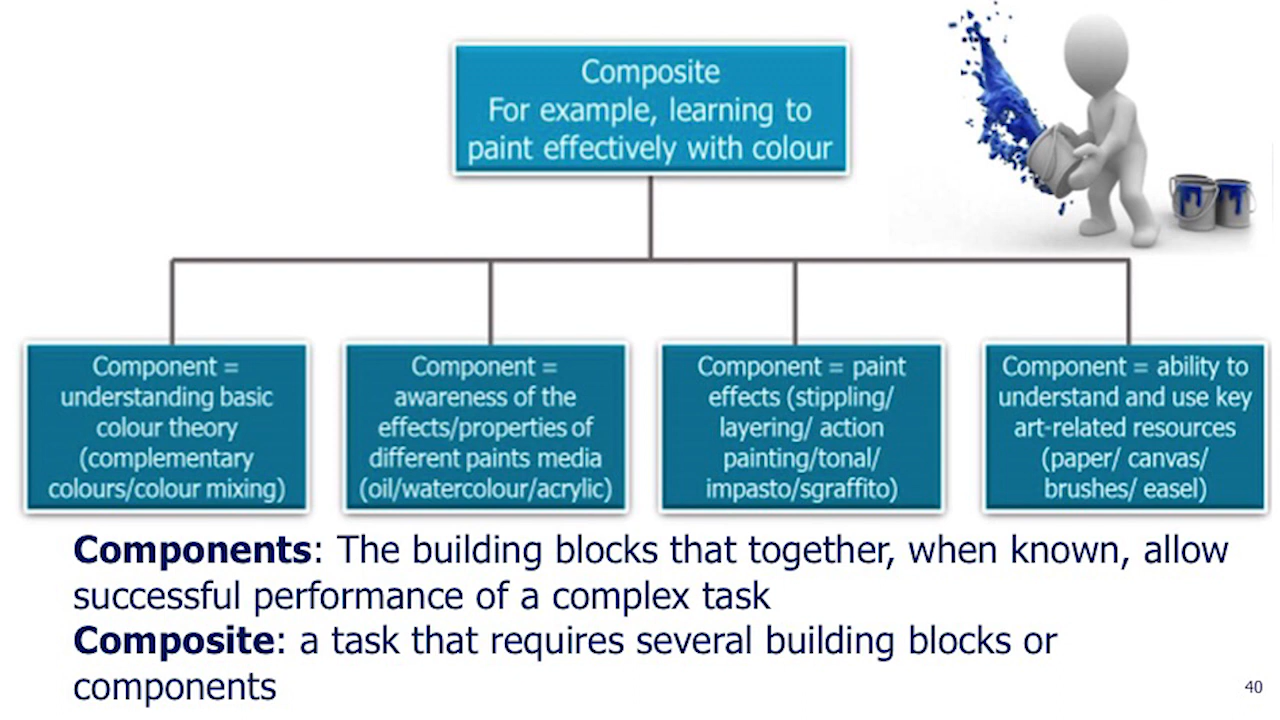 Composite
For example, learning to
paint effectively with colour
Component =
understanding basic
colour theory
(complementary
colours/colour mixing)
Component =
awareness of the
effects/properties of
different paints media
(oil/watercolour/acrylic)
Component = paint
effects (stippling/
layering/ action
painting/tonal/
impasto/sgraffito)
Component = ability to
understand and use key
art-related resources
(paper/ canvas/
brushes/ easel)
Components: The building blocks that together, when known, allow
successful performance of a complex task
Composite: a task that requires several building blocks or
components
40